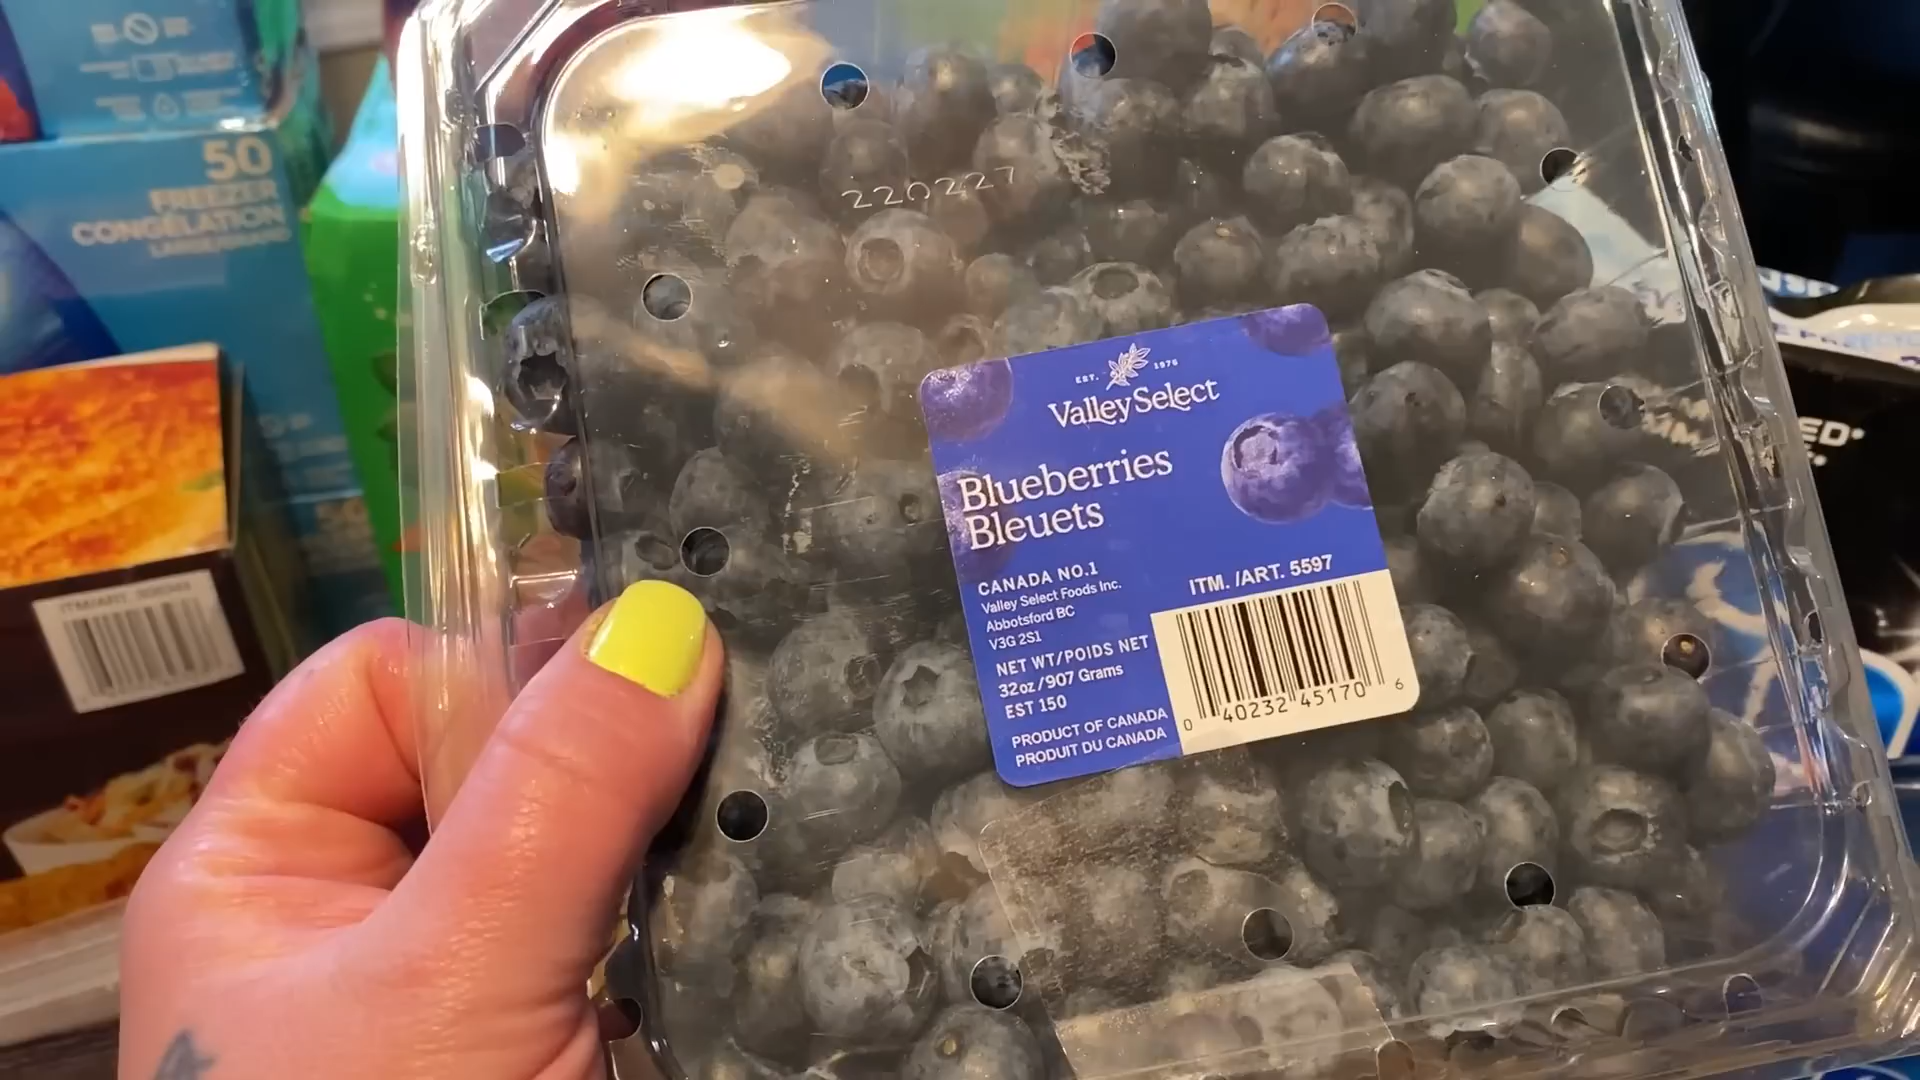 50
FREEZER
CONGÉLATION
220227
EST. 1976
Valley Select
Blueberries
Bleuets
CANADA NO.1
Valley Select Foods Inc.
Abbotsford BC
V3G 2S1
NET WT/POIDS NET
32oz/907 Grams
EST 150
PRODUCT OF CANADA
PRODUIT DU CANADA
ITM. /ART. 5597
0 40232 45170 6
ITM/ART.